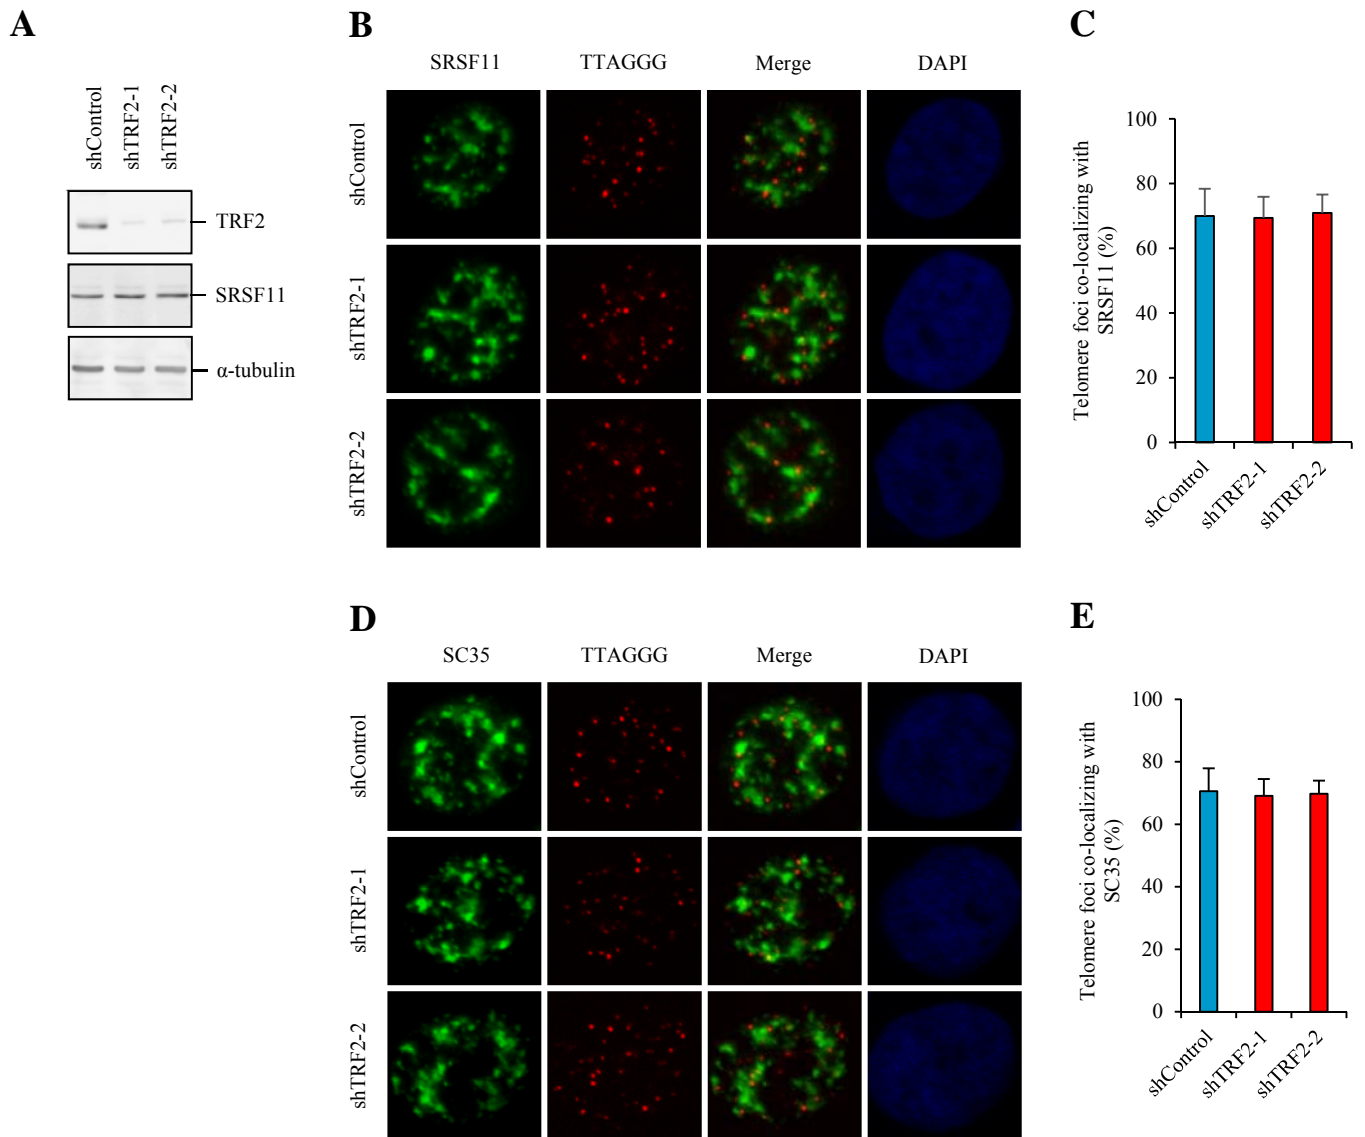 A
shControl
shTRF2-1
shTRF2-2
TRF2
SRSF11
α-tubulin
B
SRSF11 TTAGGG Merge DAPI
shControl
shTRF2-1
shTRF2-2
C
Telomere foci co-localizing with
SRSF11 (%)
100
80
60
40
20
0
shControl
shTRF2-1
shTRF2-2
D
SC35 TTAGGG Merge DAPI
shControl
shTRF2-1
shTRF2-2
E
Telomere foci co-localizing with
SC35 (%)
100
80
60
40
20
0
shControl
shTRF2-1
shTRF2-2